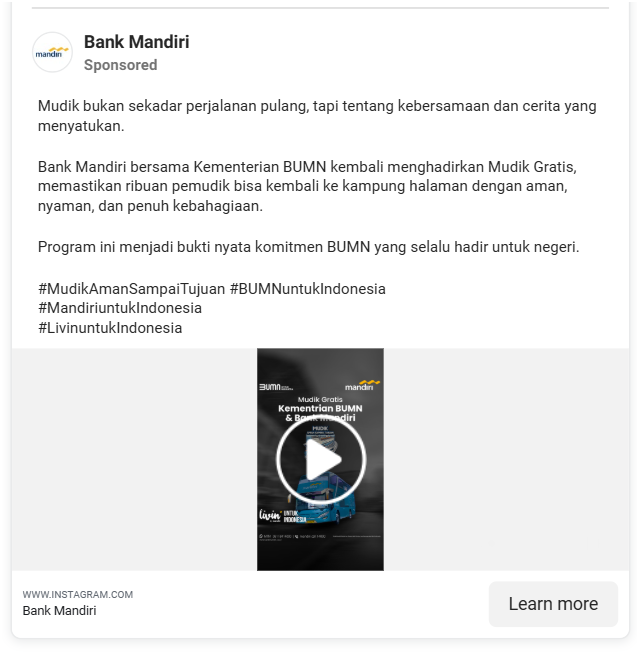 mandiri
Bank Mandiri
Sponsored
Mudik bukan sekadar perjalanan pulang, tapi tentang kebersamaan dan cerita yang
menyatukan.
Bank Mandiri bersama Kementerian BUMN kembali menghadirkan Mudik Gratis,
memastikan ribuan pemudik bisa kembali ke kampung halaman dengan aman,
nyaman, dan penuh kebahagiaan.
Program ini menjadi bukti nyata komitmen BUMN yang selalu hadir untuk negeri.
#MudikAmanSampaiTujuan #BUMNuntukIndonesia
#MandiriuntukIndonesia
#LivinuntukIndonesia
BUMN
mandiri
Mudik Gratis
Kementrian BUMN
& Bank Mandiri
MUDIK
livin'
UNTUK
INDONESIA
WWW.INSTAGRAM.COM
Bank Mandiri
Learn more